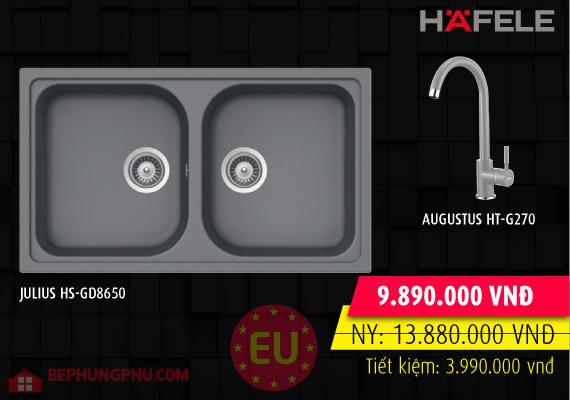 HÄFELE
AUGUSTUS HT-G270
JULIUS HS-GD8650
9.890.000 VNĐ
NY: 13.880.000 VNĐ
Tiết kiệm: 3.990.000 vnđ
EU
BEPHUNGPHU.COM